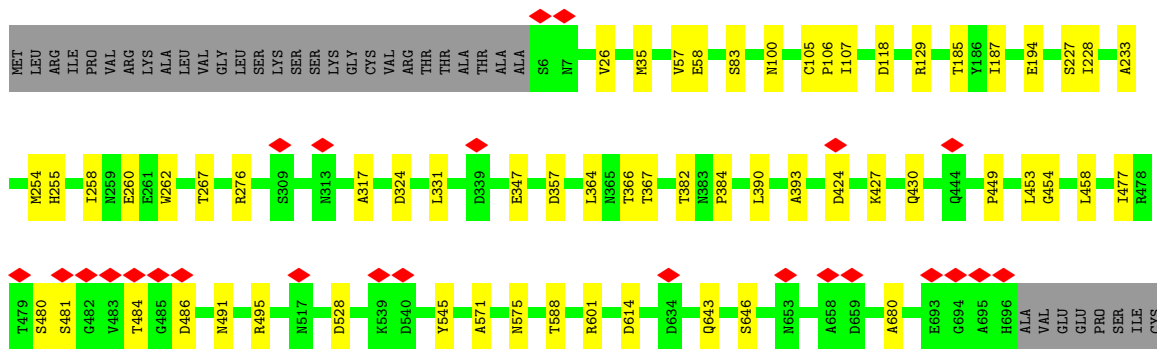 MET LEU ARG ILE PRO VAL ARG LYS ALA LEU VAL GLY LEU SER LYS SER SER LYS GLY CYS VAL ARG THR THR ALA THR ALA ALA S6 N7 V26 M35 V57 E58 S83 N100 C105 P106 I107 D118 R129 T185 Y186 I187 E194 S227 I228 A233
M254 H255 I258 N259 E260 E261 W262 T267 R276 S309 N313 A317 D324 L331 D339 E347 D357 L364 N365 T366 T367 T382 N383 P384 L390 A393 D424 K427 Q430 Q444 P449 L453 G454 L458 I477 R478
T479 S480 S481 G482 V483 T484 G485 D486 N491 R495 N517 D528 K539 D540 Y545 A571 N575 T588 R601 D614 D634 Q643 S646 N653 A658 D659 A680 E693 G694 A695 H696 ALA VAL GLU GLU PRO SER ILE CYS